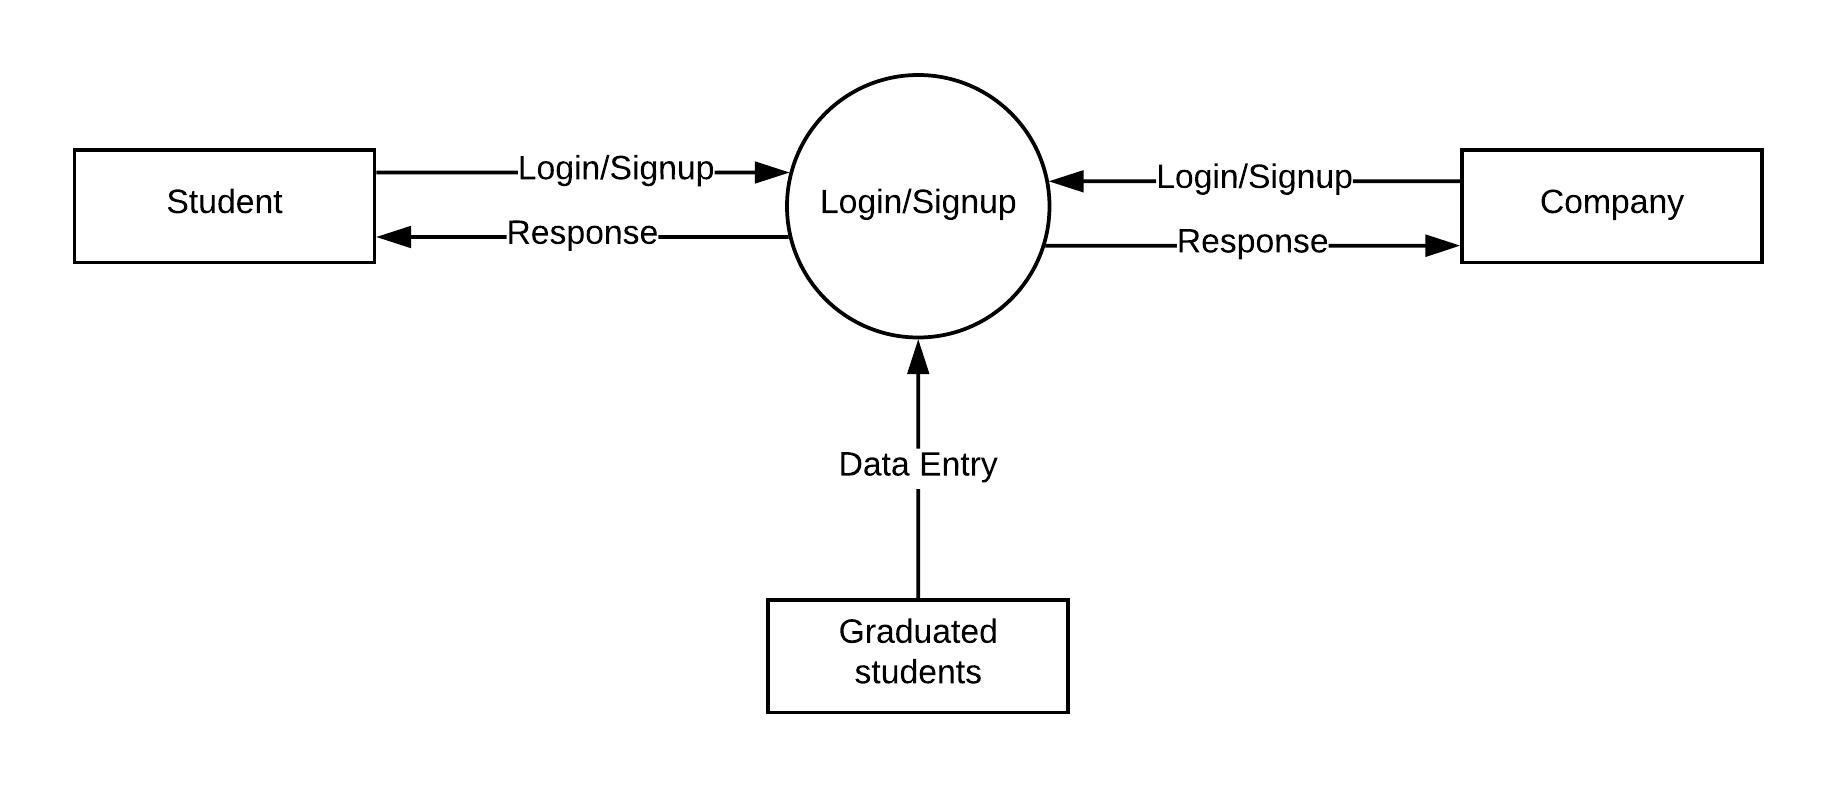 Student
Login/Signup
Response
Login/Signup
Login/Signup
Response
Company
Data Entry
Graduated
students